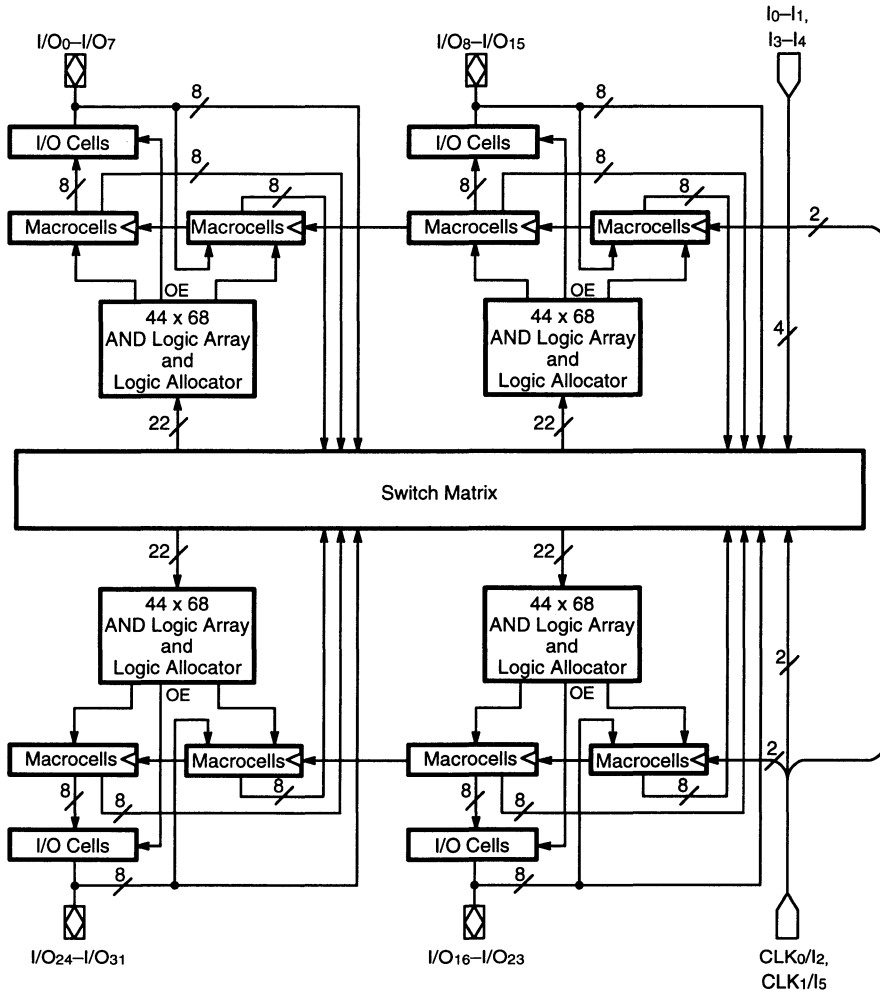 I/O0–I/O7
I/O8–I/O15
I0–I1,
I3–I4
8
8
I/O Cells
I/O Cells
8
8
8
8
8
8
Macrocells
Macrocells
Macrocells
Macrocells
2
OE
OE
44 x 68
AND Logic Array
and
Logic Allocator
44 x 68
AND Logic Array
and
Logic Allocator
4
22
22
Switch Matrix
22
22
44 x 68
AND Logic Array
and
Logic Allocator
44 x 68
AND Logic Array
and
Logic Allocator
2
OE
OE
Macrocells
Macrocells
Macrocells
Macrocells
2
8
8
8
8
8
8
I/O Cells
I/O Cells
8
8
I/O24–I/O31
I/O16–I/O23
CLK0/I2,
CLK1/I5